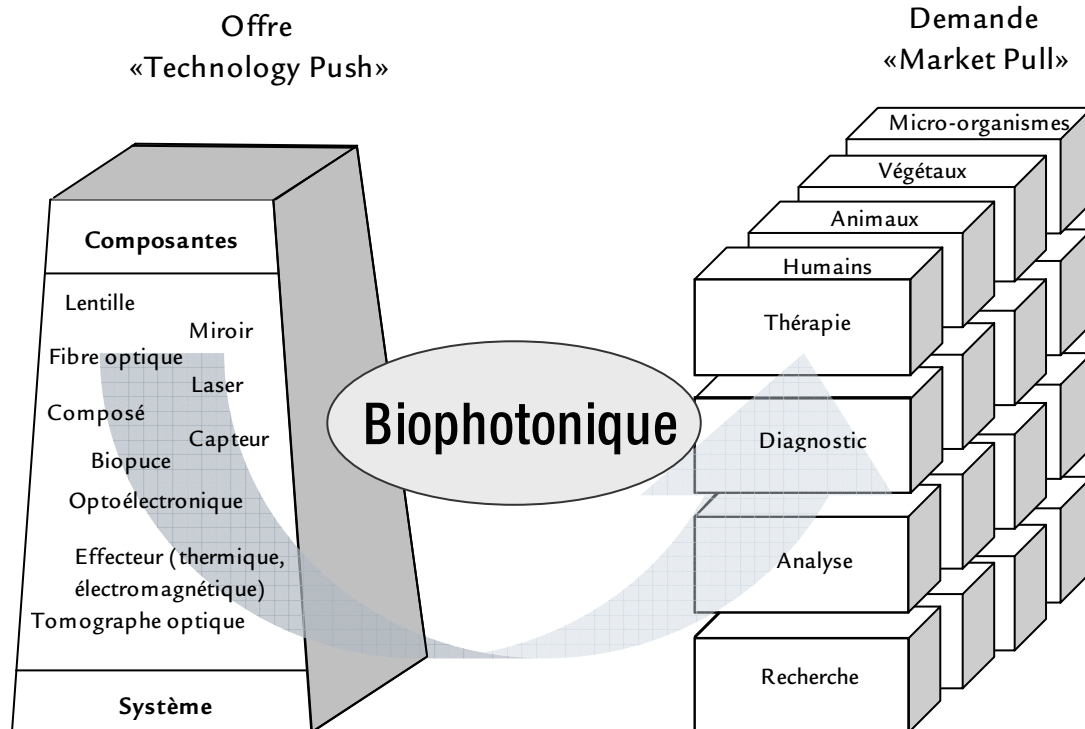 Offre
«Technology Push»
Demande
«Market Pull»
Composantes
Lentille
Miroir
Fibre optique
Laser
Composé
Capteur
Biopuce
Optoélectronique
Effecteur (thermique,
électromagnétique)
Tomographe optique
Système
Biophotonique
Micro-organismes
Végétaux
Animaux
Humains
Thérapie
Diagnostic
Analyse
Recherche